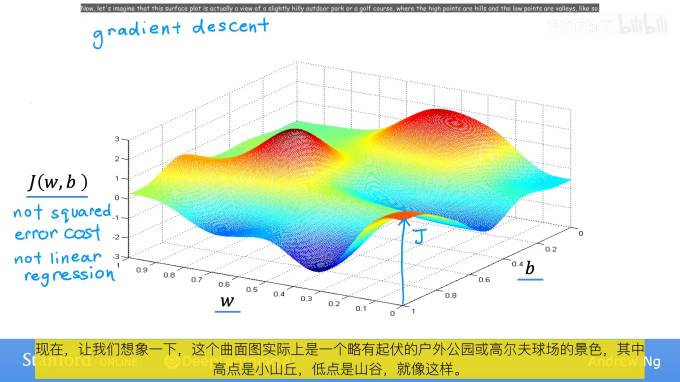 Now, let's imagine that this surface plot is actually a view of a slightly hilly outdoor park or a golf course, where the high points are hills and the low points are valleys, like so.
gradient descent
bilibili
3
2
1
0
-1
-2
-3
J(w, b)
not squared
error cost
not linear
regression
J
1
0.9
0.8
0.7
0.6
0.5
0.4
0.3
0.2
0.1
0
w
0
0.2
0.4
0.6
0.8
1
b
现在，让我们想象一下，这个曲面图实际上是一个略有起伏的户外公园或高尔夫球场的景色，其中
高点是小山丘，低点是山谷，就像这样。
Stanford ONLINE
Andrew Ng